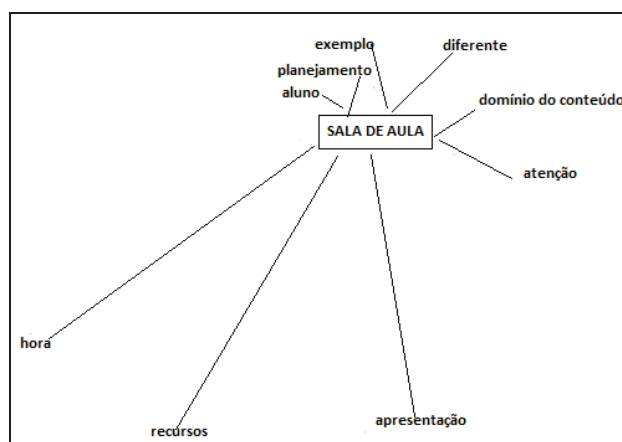 exemplo
diferente
planejamento
aluno
domínio do conteúdo
SALA DE AULA
atenção
hora
apresentação
recursos